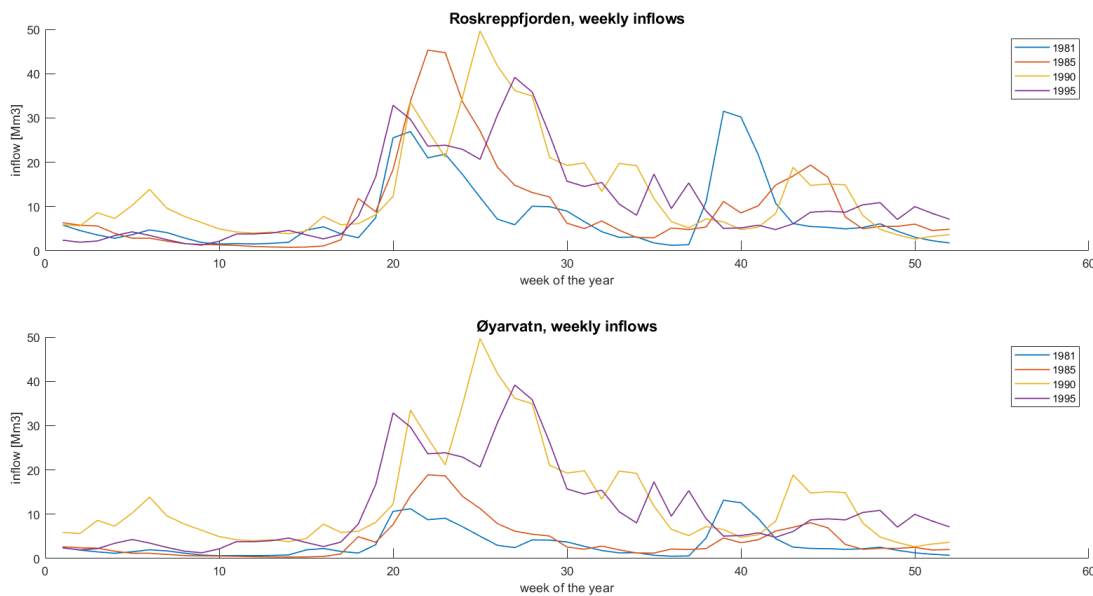 Roskreppfjorden, weekly inflows
50
40
30
20
10
0
inflow [Mm3]
0 10 20 30 40 50 60
week of the year
1981
1985
1990
1995
Øyarvatn, weekly inflows
50
40
30
20
10
0
inflow [Mm3]
0 10 20 30 40 50 60
week of the year
1981
1985
1990
1995